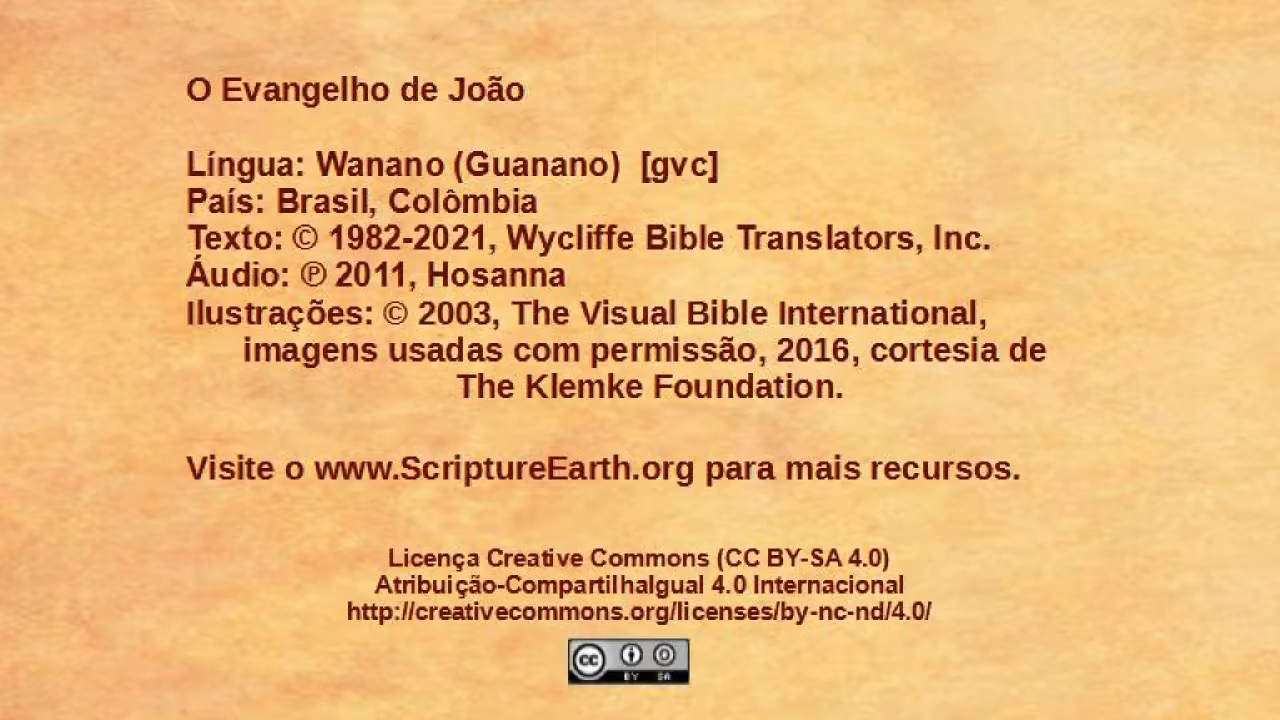 O Evangelho de João
Língua: Wanano (Guanano) [gvc]
País: Brasil, Colômbia
Texto: © 1982-2021, Wycliffe Bible Translators, Inc.
Áudio: ℗ 2011, Hosanna
Ilustrações: © 2003, The Visual Bible International,
imagens usadas com permissão, 2016, cortesia de
The Klemke Foundation.
Visite o www.ScriptureEarth.org para mais recursos.
Licença Creative Commons (CC BY-SA 4.0)
Atribuição-CompartilhaIgual 4.0 Internacional
http://creativecommons.org/licenses/by-nc-nd/4.0/
cc BY SA